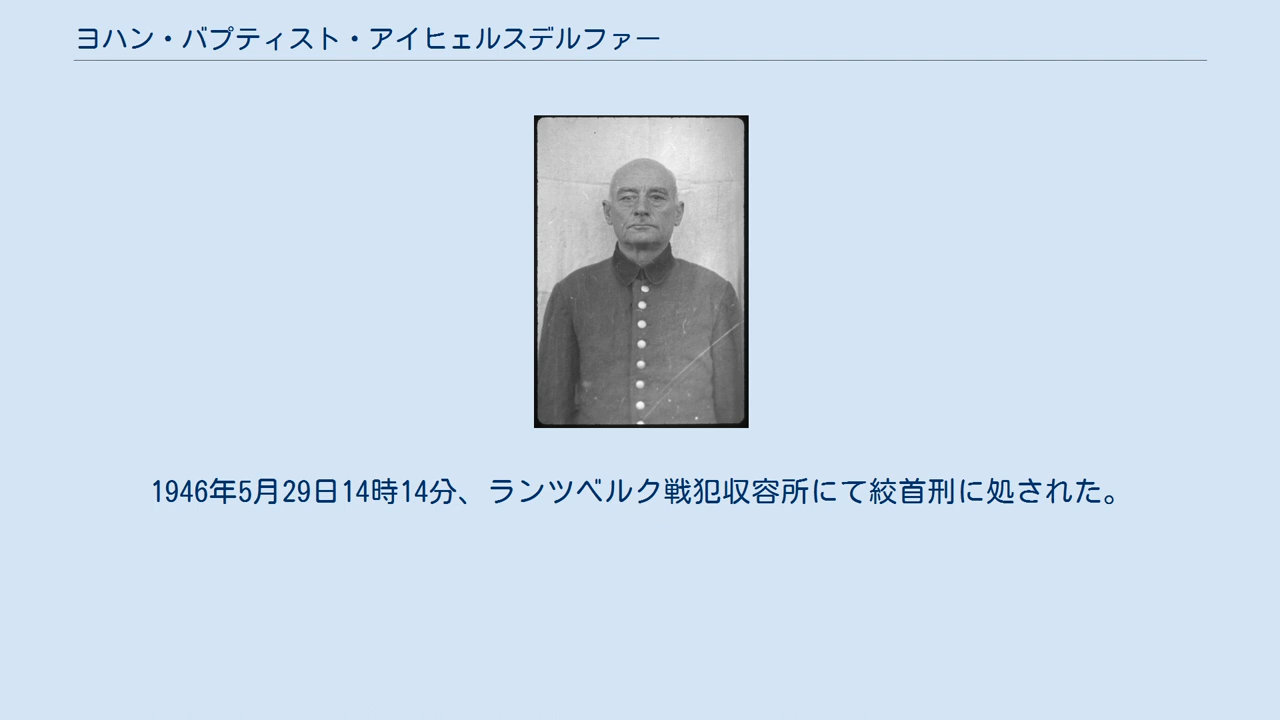 ヨハン・バプティスト・アイヒェルスデルファー
1946年5月29日14時14分、ランツベルク戦犯収容所にて絞首刑に処された。